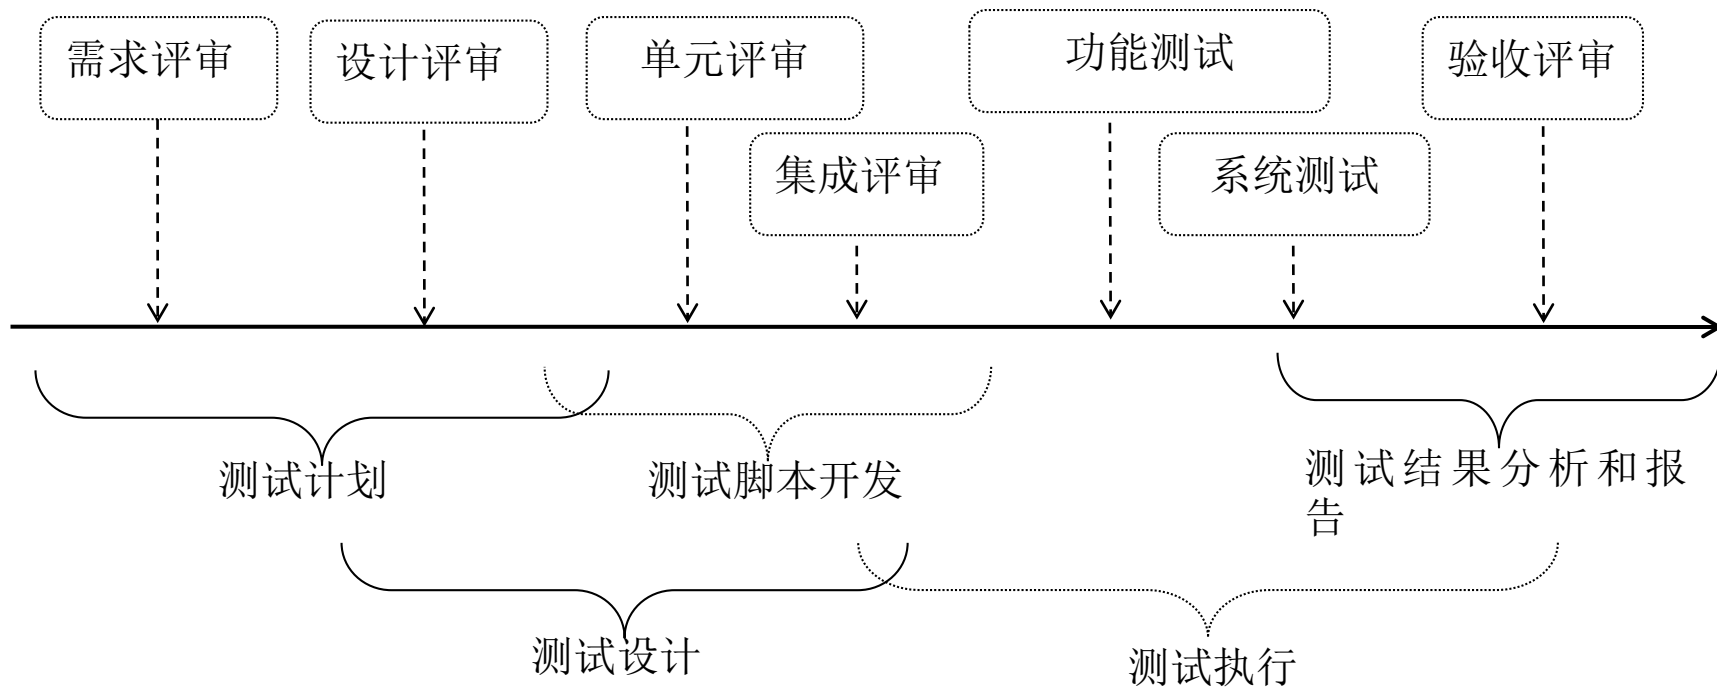 需求评审
设计评审
单元评审
功能测试
验收评审
集成评审
系统测试
测试计划
测试脚本开发
测试结果分析和报
告
测试设计
测试执行